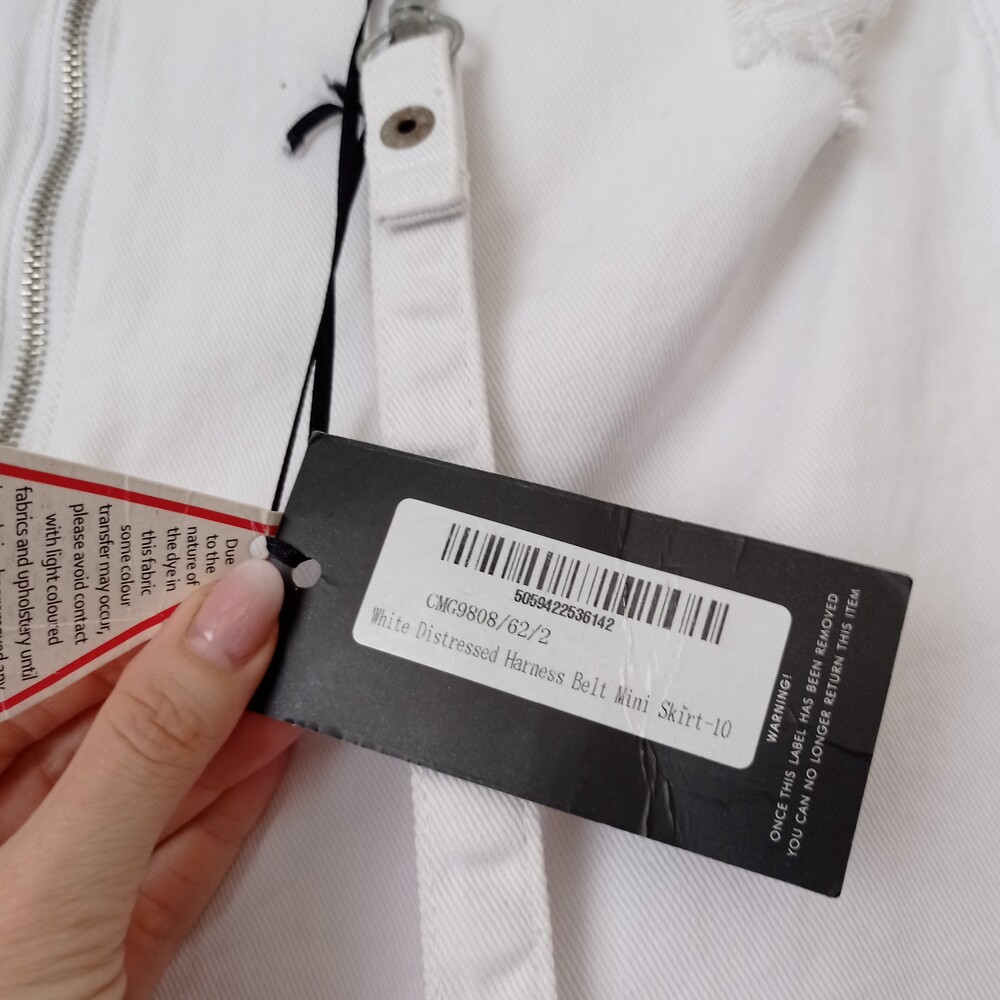 5059422536142
CMG9808/62/2
White Distressed Harness Belt Mini Skirt-10
WARNING!
ONCE THIS LABEL HAS BEEN REMOVED
YOU CAN NO LONGER RETURN THIS ITEM
Due
to the
nature of
the dye in
this fabric
some colour
transfer may occur,
please avoid contact
with light coloured
fabrics and upholstery until